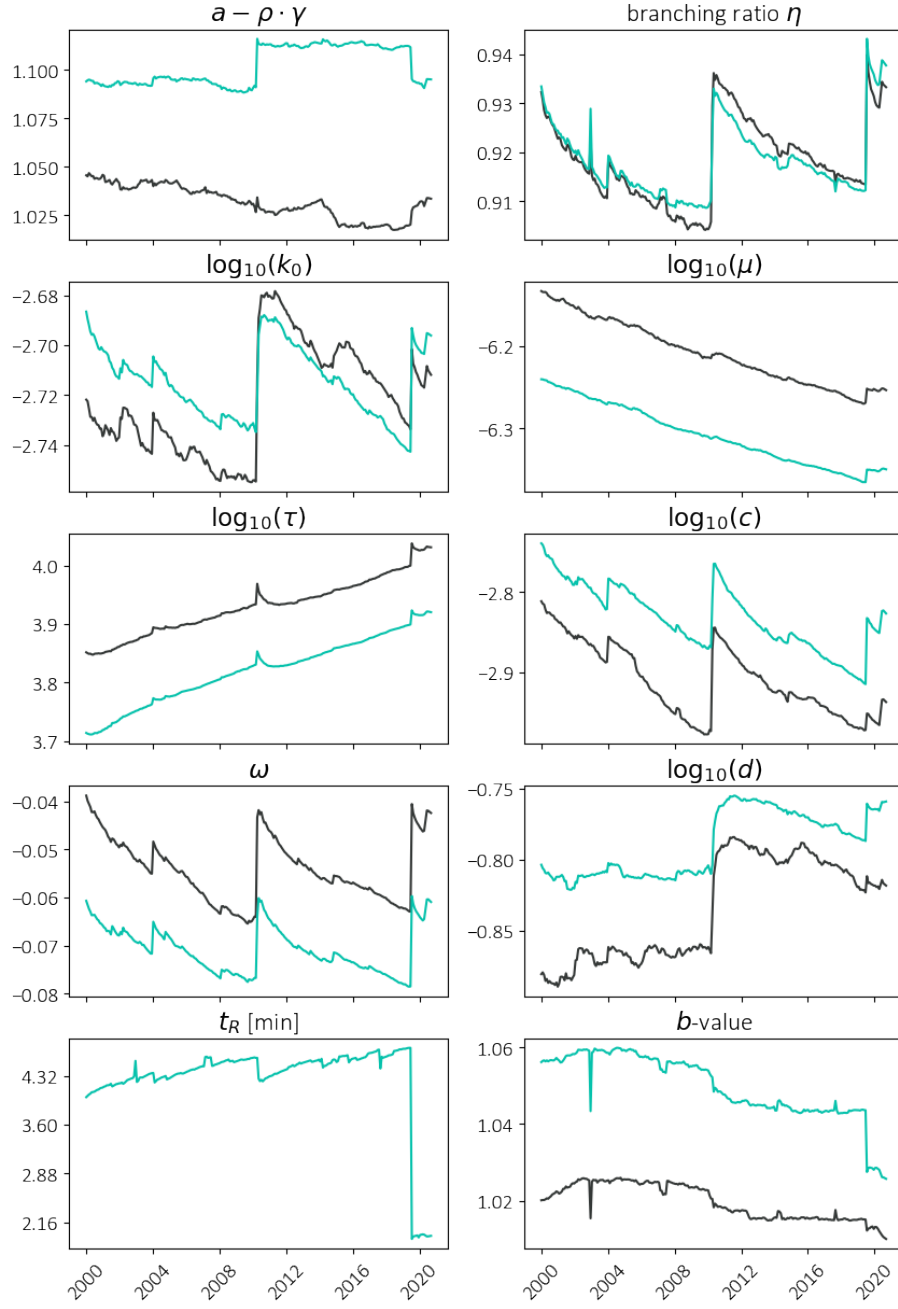 a − ρ · γ
1.100
1.075
1.050
1.025
branching ratio η
0.94
0.93
0.92
0.91
log₁₀(k₀)
−2.68
−2.70
−2.72
−2.74
log₁₀(μ)
−6.2
−6.3
log₁₀(τ)
4.0
3.9
3.8
3.7
log₁₀(c)
−2.8
−2.9
ω
−0.04
−0.05
−0.06
−0.07
−0.08
log₁₀(d)
−0.75
−0.80
−0.85
t_R [min]
4.32
3.60
2.88
2.16
2000 2004 2008 2012 2016 2020
b-value
1.06
1.04
1.02
2000 2004 2008 2012 2016 2020